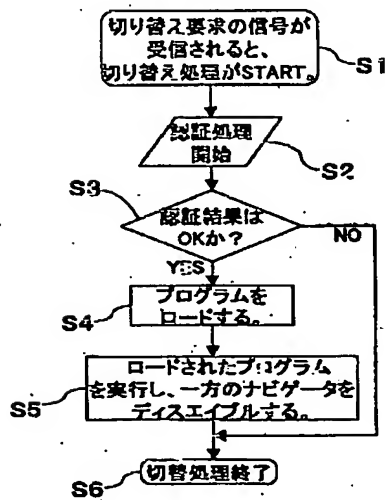 切り替え要求の信号が
受信されると、
切り替え処理がSTART。
S1
認証処理
開始
S2
S3
認証結果は
OKか？
NO
YES
S4
プログラムを
ロードする。
ロードされたプログラム
を実行し、一方のナビゲータを
ディスエイブルする。
S5
切替処理終了
S6